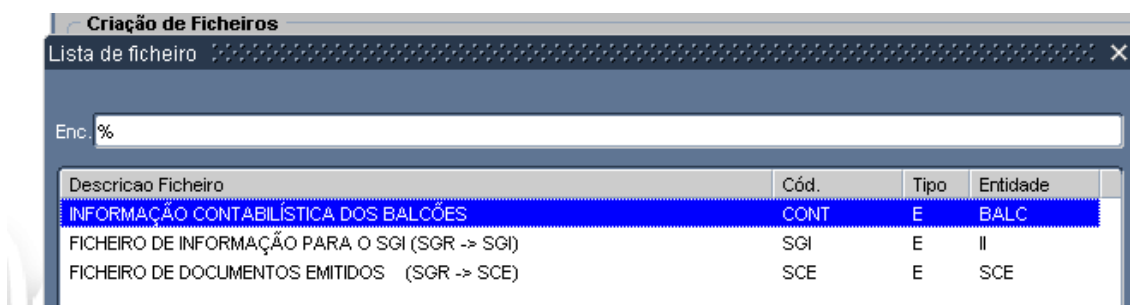 Criação de Ficheiros
Lista de ficheiro
Enc. %
Descricao Ficheiro Cód. Tipo Entidade
INFORMAÇÃO CONTABILÍSTICA DOS BALCÕES CONT E BALC
FICHEIRO DE INFORMAÇÃO PARA O SGI (SGR -> SGI) SGI E II
FICHEIRO DE DOCUMENTOS EMITIDOS (SGR -> SCE) SCE E SCE